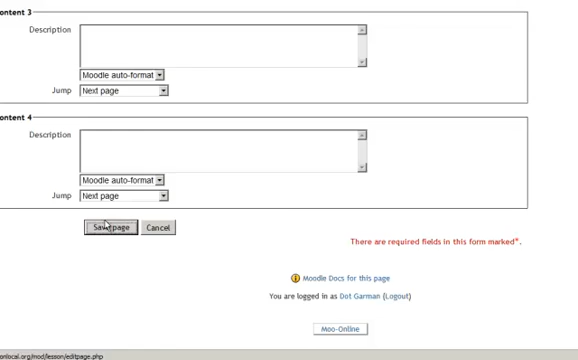 ontent 3
Description
Moodle auto-format
Jump Next page
ontent 4
Description
Moodle auto-format
Jump Next page
Save page Cancel
There are required fields in this form marked*.
Moodle Docs for this page
You are logged in as Dot Garman (Logout)
Moo-Online
onlocal.org/mod/lesson/editpage.php